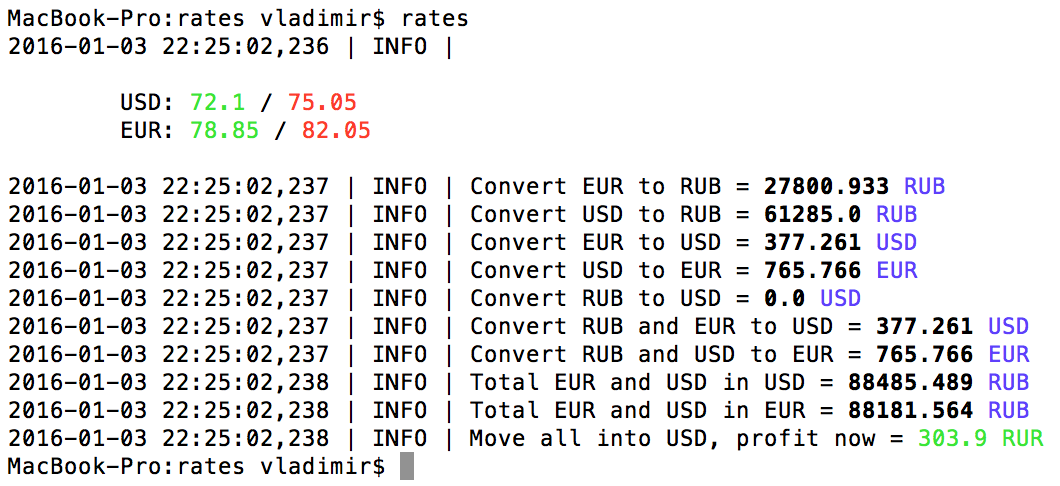 MacBook-Pro:rates vladimir$ rates
2016-01-03 22:25:02,236 | INFO |
USD: 72.1 / 75.05
EUR: 78.85 / 82.05
2016-01-03 22:25:02,237 | INFO | Convert EUR to RUB = 27800.933 RUB
2016-01-03 22:25:02,237 | INFO | Convert USD to RUB = 61285.0 RUB
2016-01-03 22:25:02,237 | INFO | Convert EUR to USD = 377.261 USD
2016-01-03 22:25:02,237 | INFO | Convert USD to EUR = 765.766 EUR
2016-01-03 22:25:02,237 | INFO | Convert RUB to USD = 0.0 USD
2016-01-03 22:25:02,237 | INFO | Convert RUB and EUR to USD = 377.261 USD
2016-01-03 22:25:02,237 | INFO | Convert RUB and USD to EUR = 765.766 EUR
2016-01-03 22:25:02,238 | INFO | Total EUR and USD in USD = 88485.489 RUB
2016-01-03 22:25:02,238 | INFO | Total EUR and USD in EUR = 88181.564 RUB
2016-01-03 22:25:02,238 | INFO | Move all into USD, profit now = 303.9 RUR
MacBook-Pro:rates vladimir$